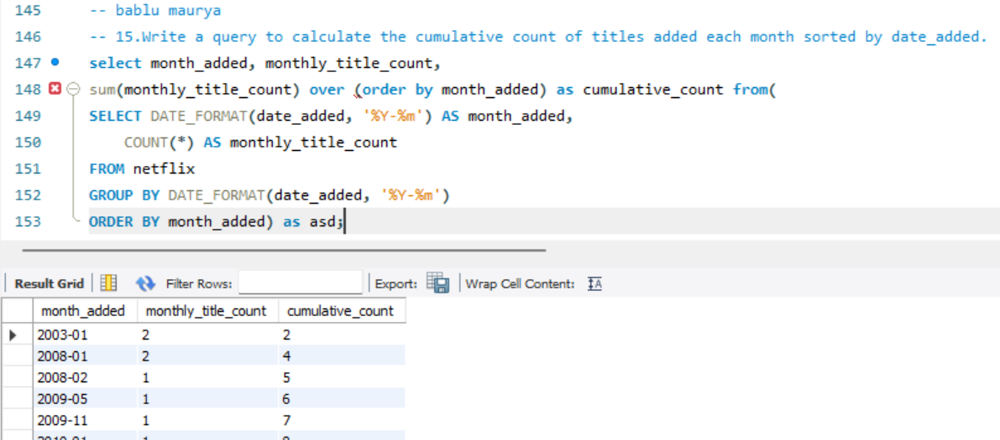 145 -- bablu maurya
146 -- 15.Write a query to calculate the cumulative count of titles added each month sorted by date_added.
147 select month_added, monthly_title_count,
148 sum(monthly_title_count) over (order by month_added) as cumulative_count from(
149 SELECT DATE_FORMAT(date_added, '%Y-%m') AS month_added,
150 COUNT(*) AS monthly_title_count
151 FROM netflix
152 GROUP BY DATE_FORMAT(date_added, '%Y-%m')
153 ORDER BY month_added) as asd;
Result Grid Filter Rows: Export: Wrap Cell Content: IA
month_added monthly_title_count cumulative_count
2003-01 2 2
2008-01 2 4
2008-02 1 5
2009-05 1 6
2009-11 1 7